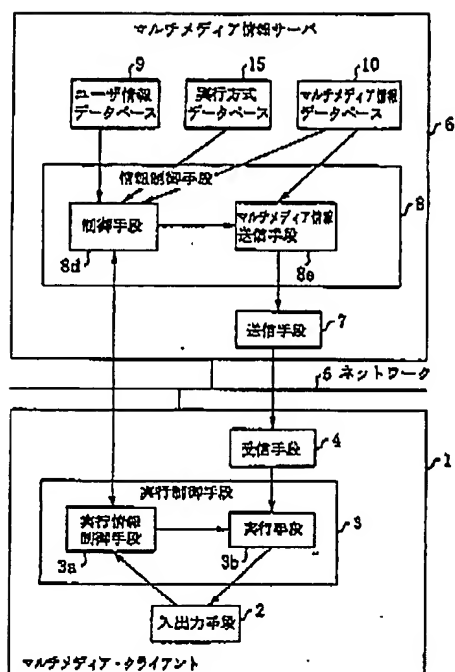 マルチメディア情報サーバ
9
15
10
ユーザ情報
データベース
実行方式
データベース
マルチメディア情報
データベース
6
情報制御手段
8
制御手段
マルチメディア情報
送信手段
8d
8e
7
送信手段
5 ネットワーク
4
受信手段
1
実行制御手段
3
実行情報
制御手段
実行手段
3a
3b
2
入出力手段
マルチメディア・クライアント